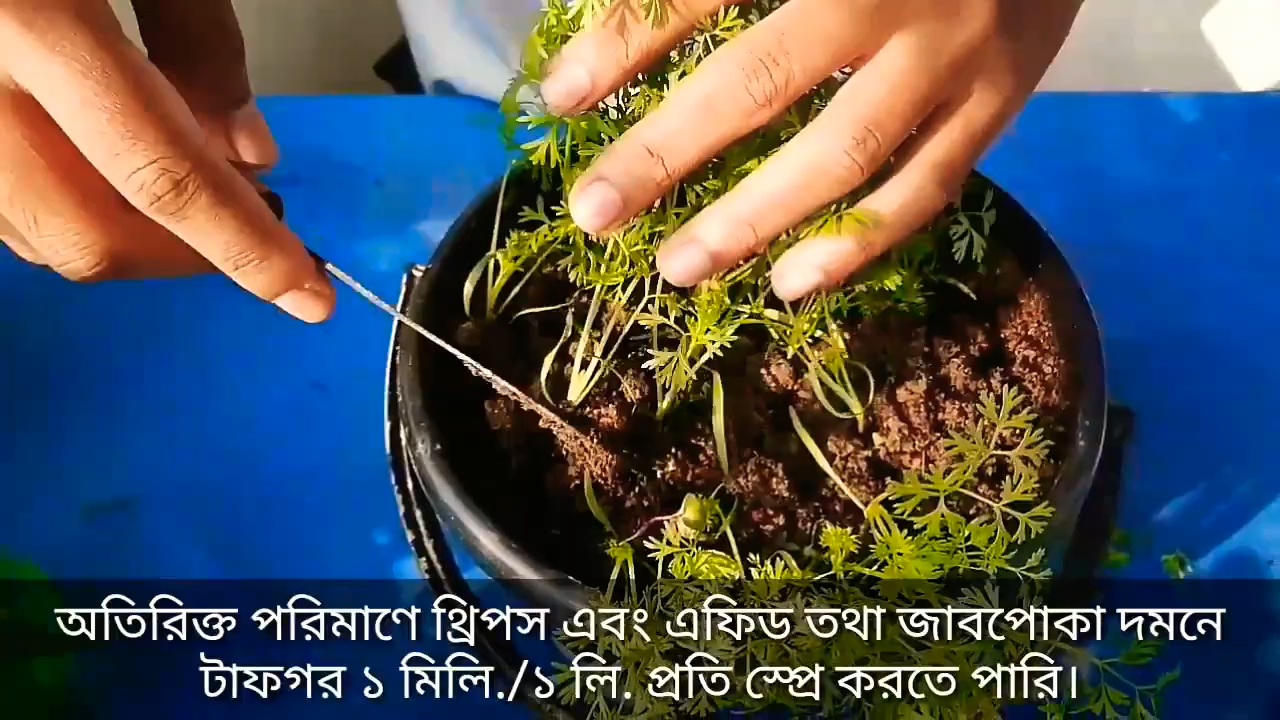 অতিরিক্ত পরিমাণে থ্রিপস এবং এফিড তথা জাবপোকা দমনে
টাফগর ১ মিলি./১ লি. প্রতি স্প্রে করতে পারি।